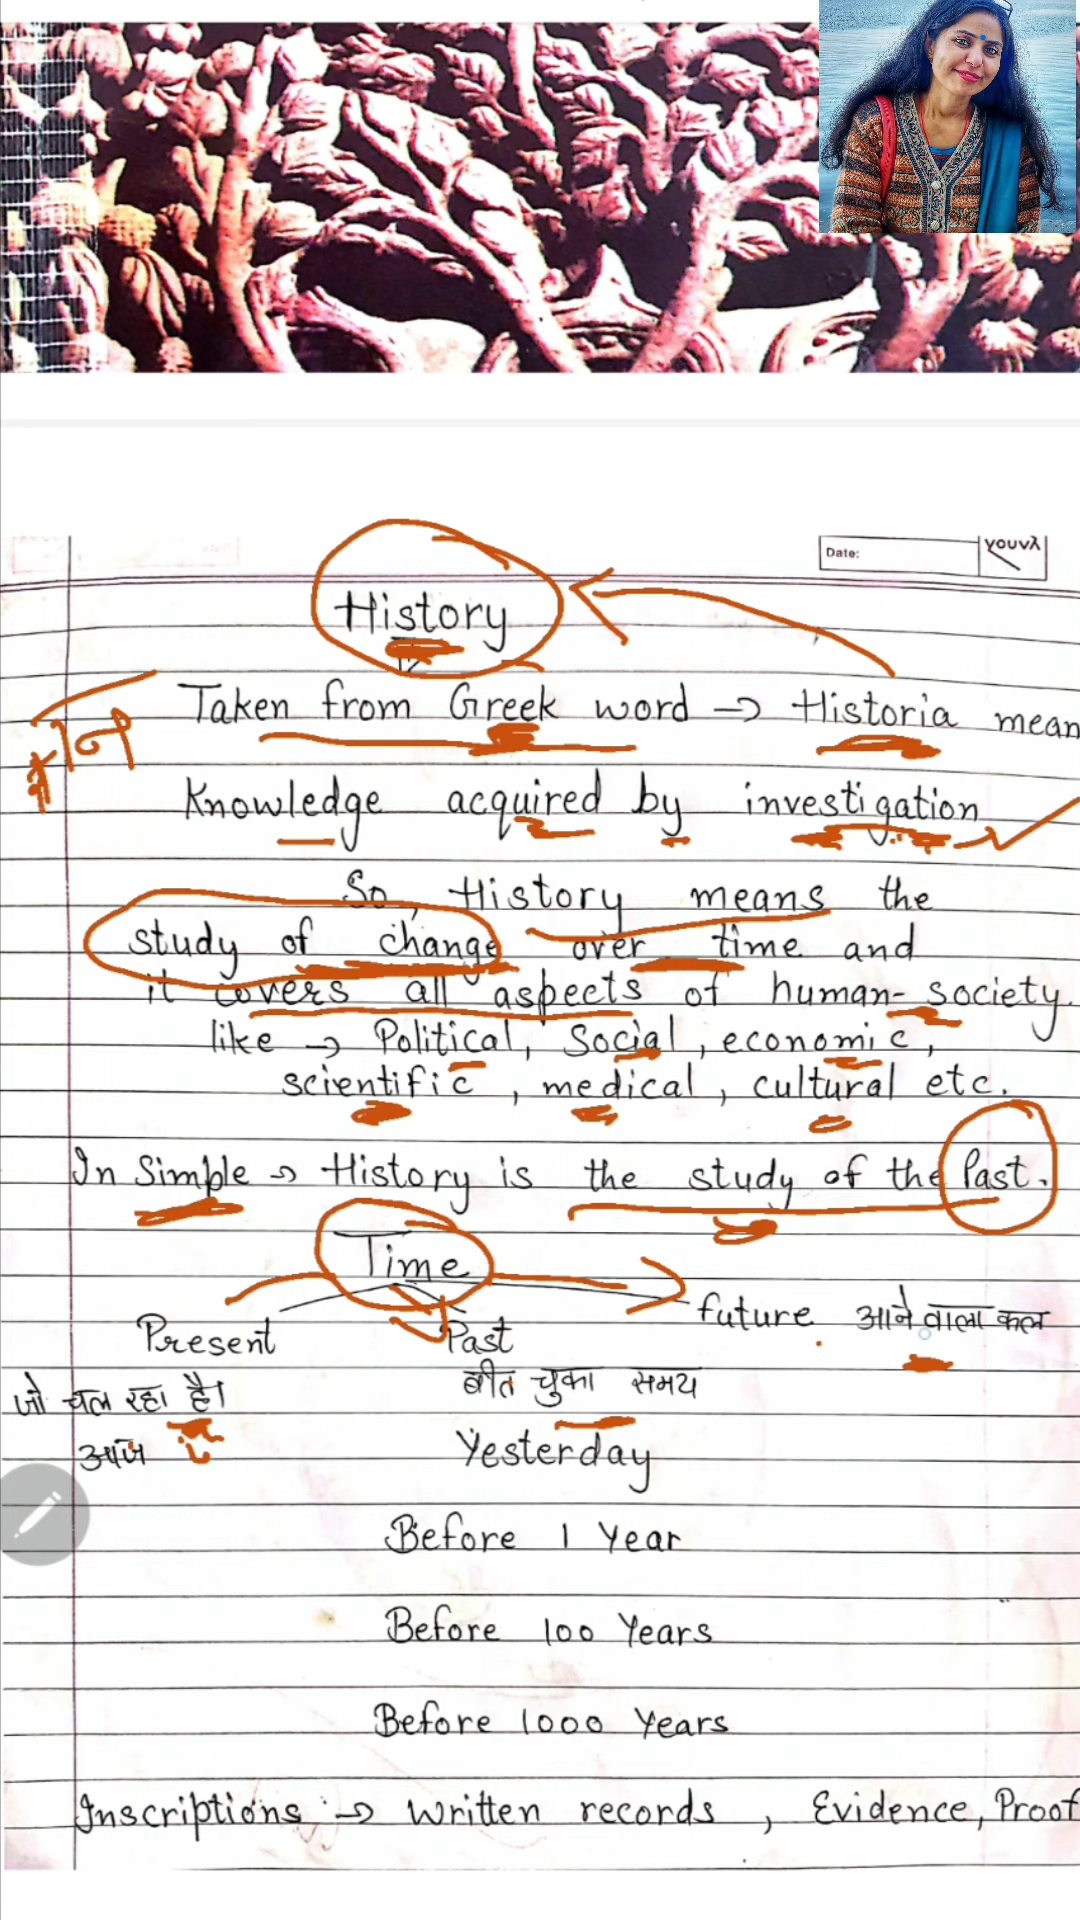 Date:
youva
History
Taken from Greek word → Historia mean
Knowledge acquired by investigation
So, History means the
study of change over time and
it covers all aspects of human-society.
like → Political, Social, economic,
scientific, medical, cultural etc.
In Simple → History is the study of the Past.
Time
Present Past future आने वाला कल
जो चल रहा है। बीत चुका समय
आज Yesterday
Before 1 Year
Before 100 Years
Before 1000 Years
Inscriptions :→ Written records, Evidence, Proof